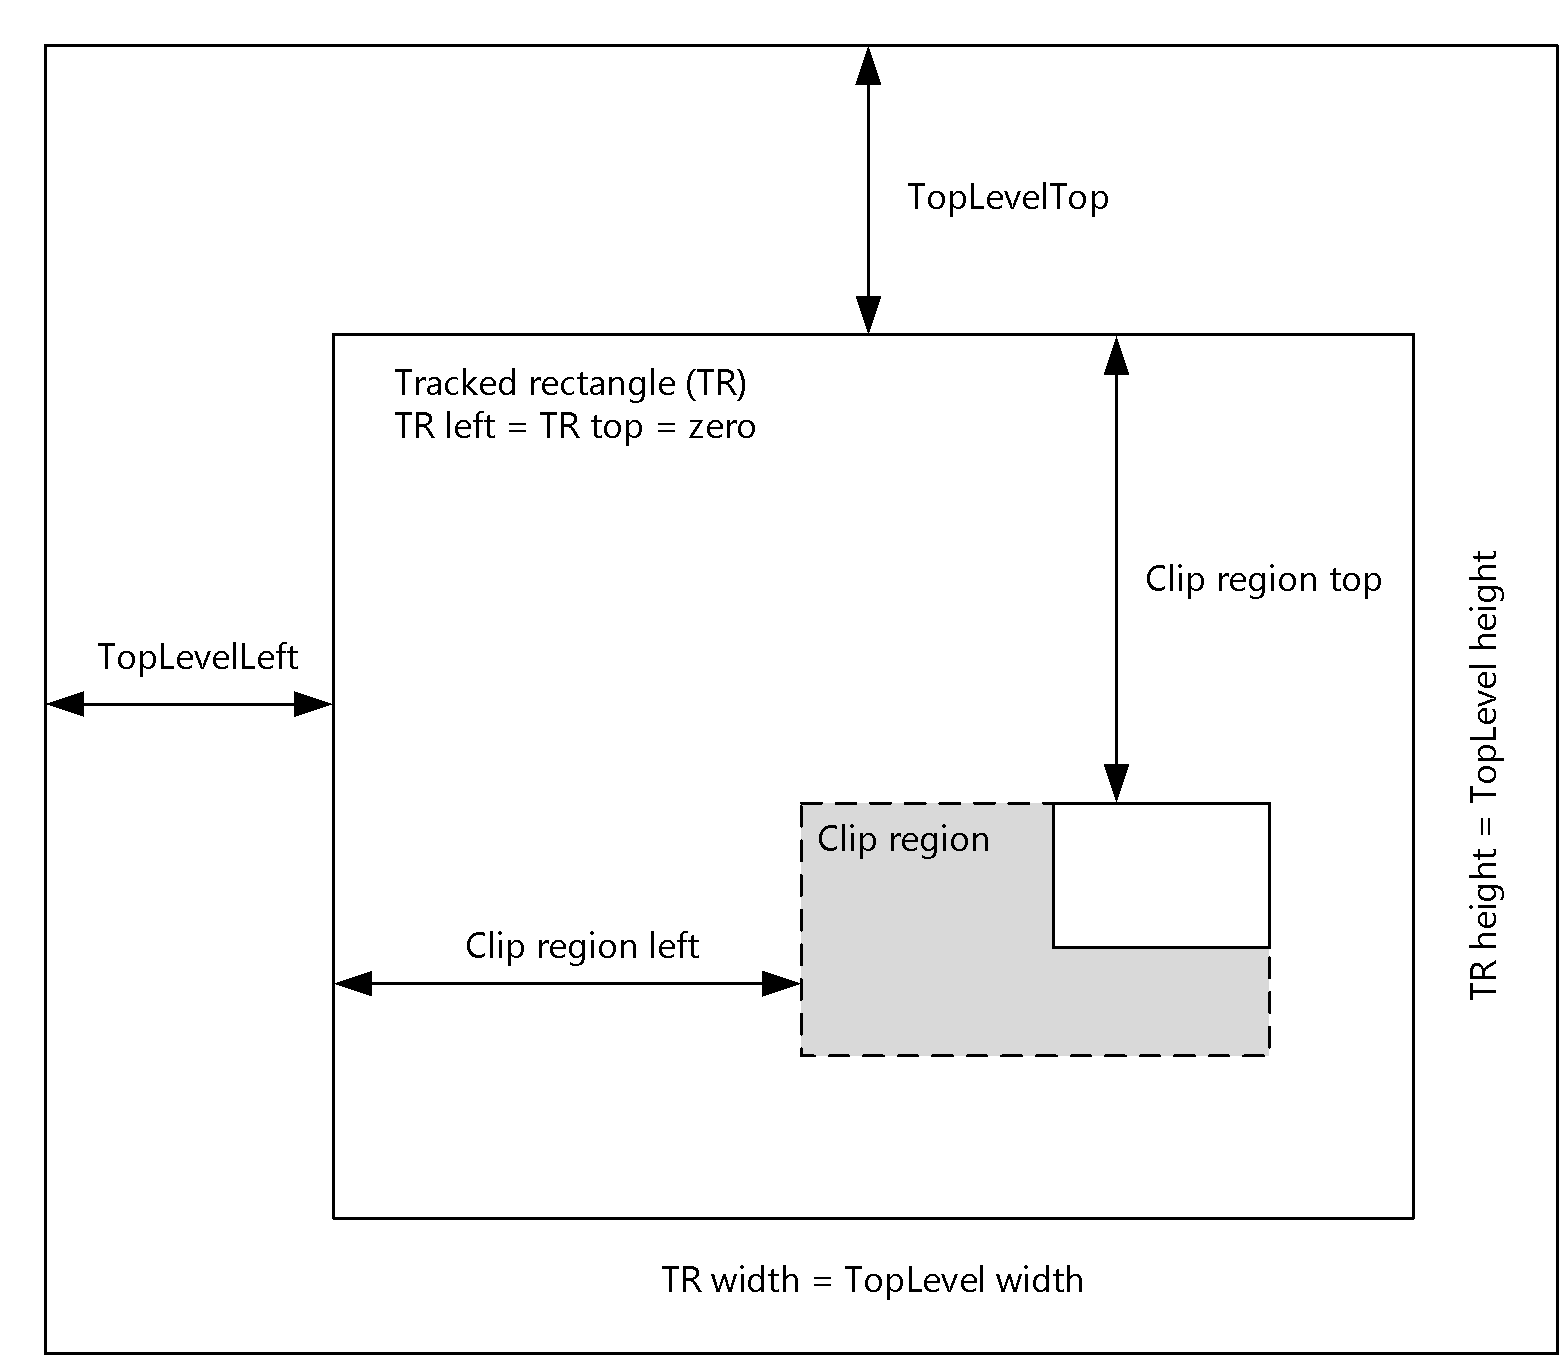 TopLevelTop
Tracked rectangle (TR)
TR left = TR top = zero
Clip region top
TR height = TopLevel height
TopLevelLeft
Clip region
Clip region left
TR width = TopLevel width